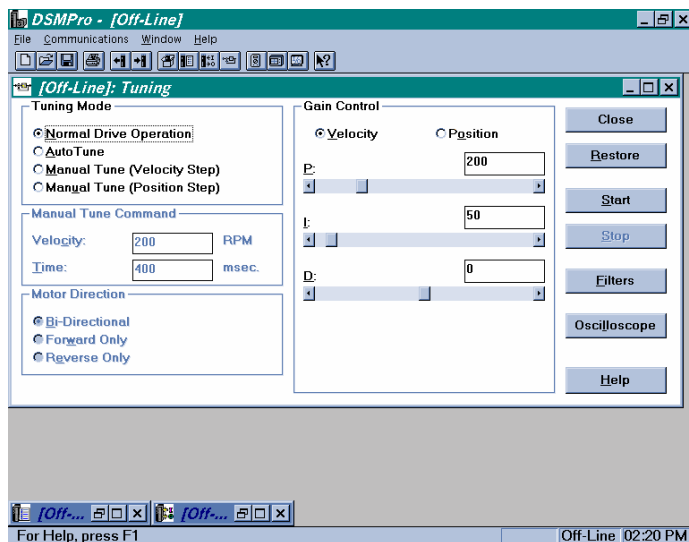 DSMPro - [Off-Line]
File Communications Window Help
[Off-Line]: Tuning
Tuning Mode
Normal Drive Operation
AutoTune
Manual Tune (Velocity Step)
Manual Tune (Position Step)
Manual Tune Command
Velocity: 200 RPM
Time: 400 msec.
Motor Direction
Bi-Directional
Forward Only
Reverse Only
Gain Control
Velocity Position
P: 200
I: 50
D: 0
Close
Restore
Start
Stop
Filters
Oscilloscope
Help
[Off-... [Off-...
For Help, press F1 Off-Line 02:20 PM